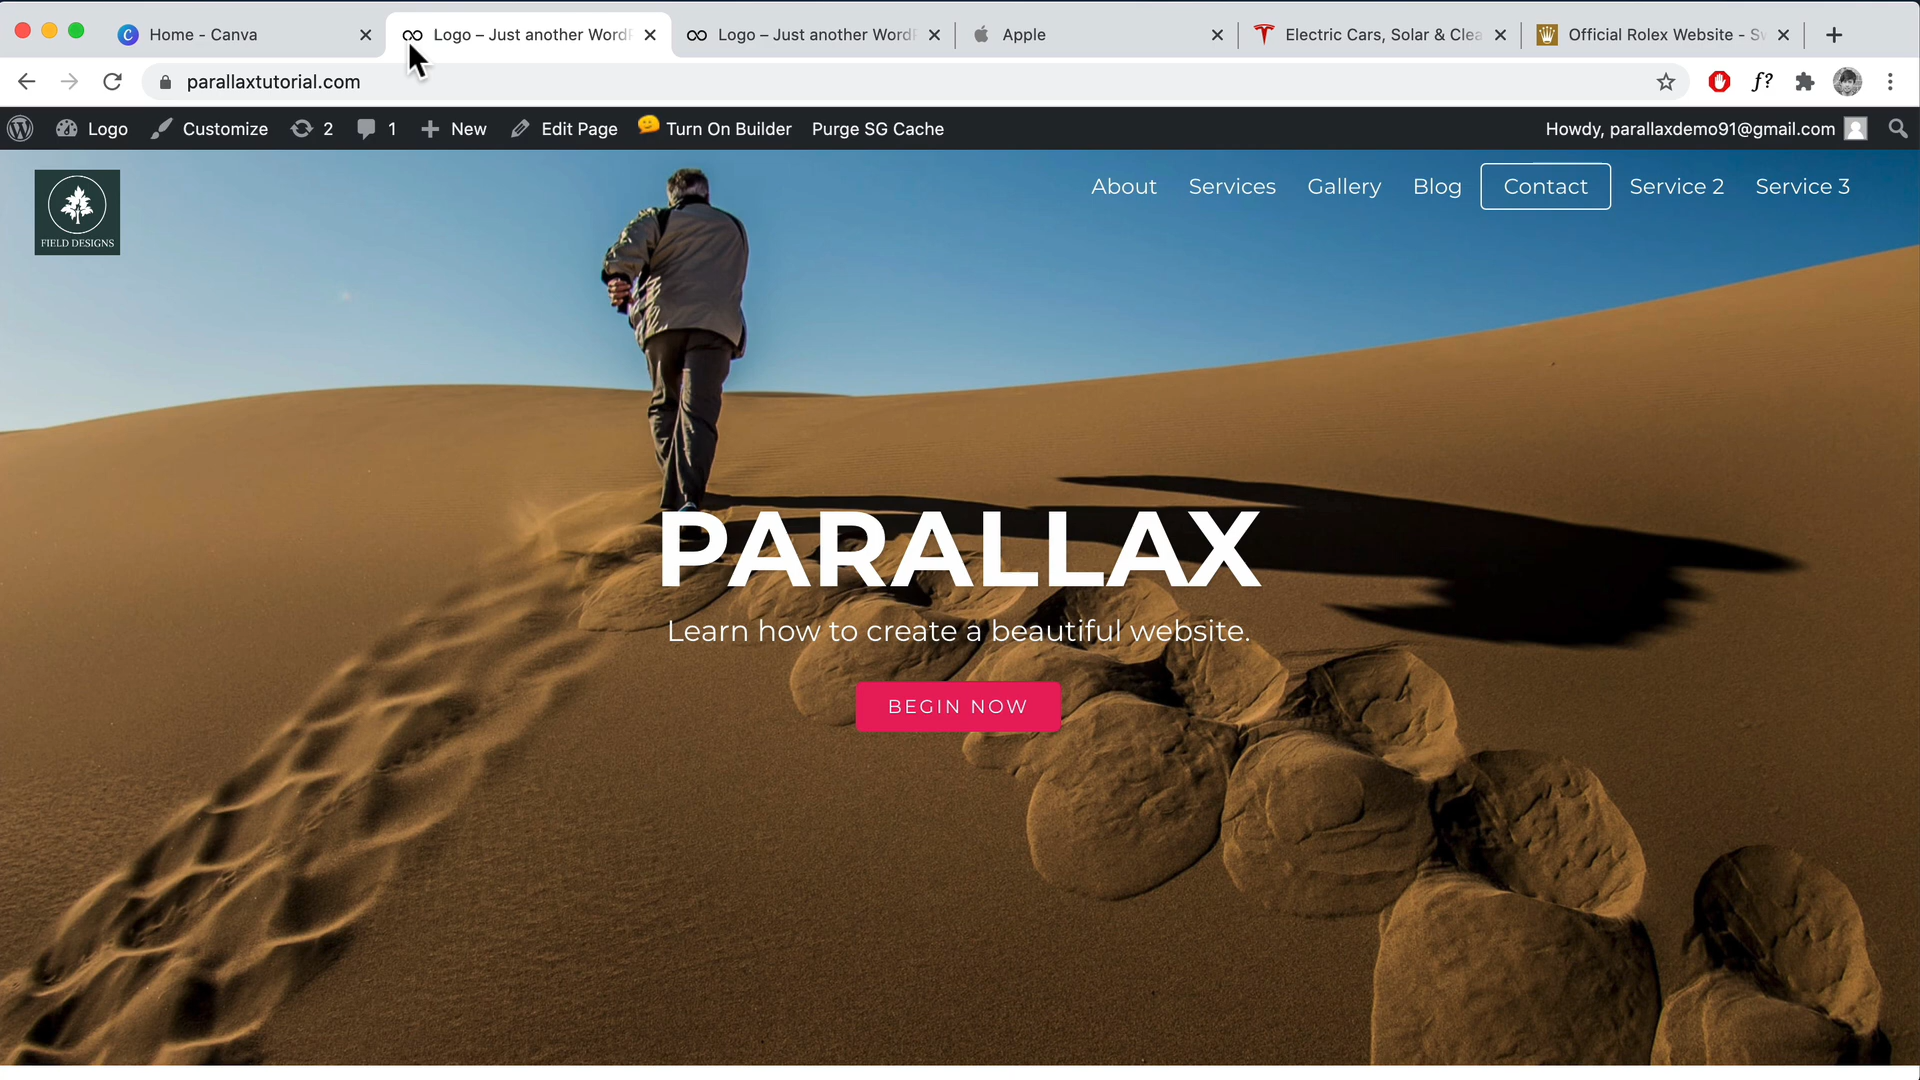 Home - Canva
Logo – Just another Word
Logo – Just another Word
Apple
Electric Cars, Solar & Clea
Official Rolex Website - Sw
parallaxtutorial.com
f?
Logo
Customize
2
1
New
Edit Page
Turn On Builder
Purge SG Cache
Howdy, parallaxdemo91@gmail.com
FIELD DESIGNS
About
Services
Gallery
Blog
Contact
Service 2
Service 3
PARALLAX
Learn how to create a beautiful website.
BEGIN NOW